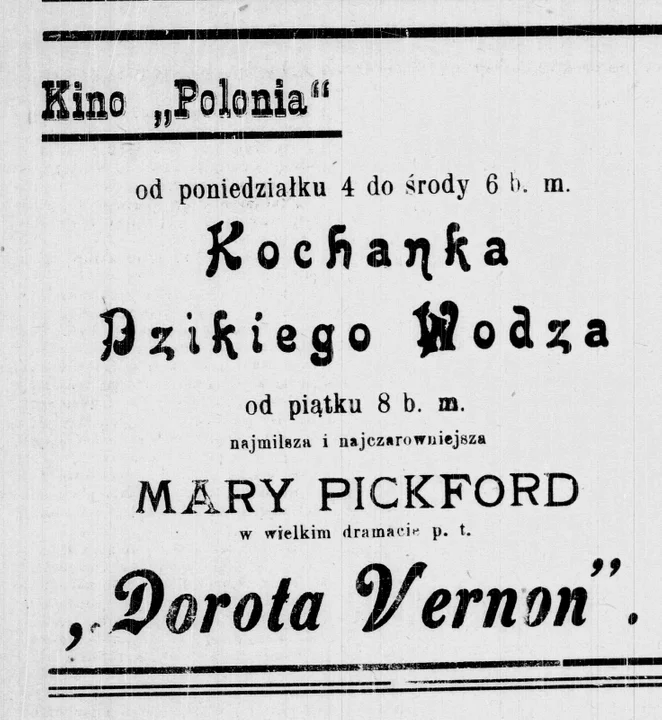 Kino „Polonia“
od poniedziałku 4 do środy 6 b. m.
Kochanka
Dzikiego Wodza
od piątku 8 b. m.
najmilsza i najczarowniejsza
MARY PICKFORD
w wielkim dramacie p. t.
„Dorota Vernon”.